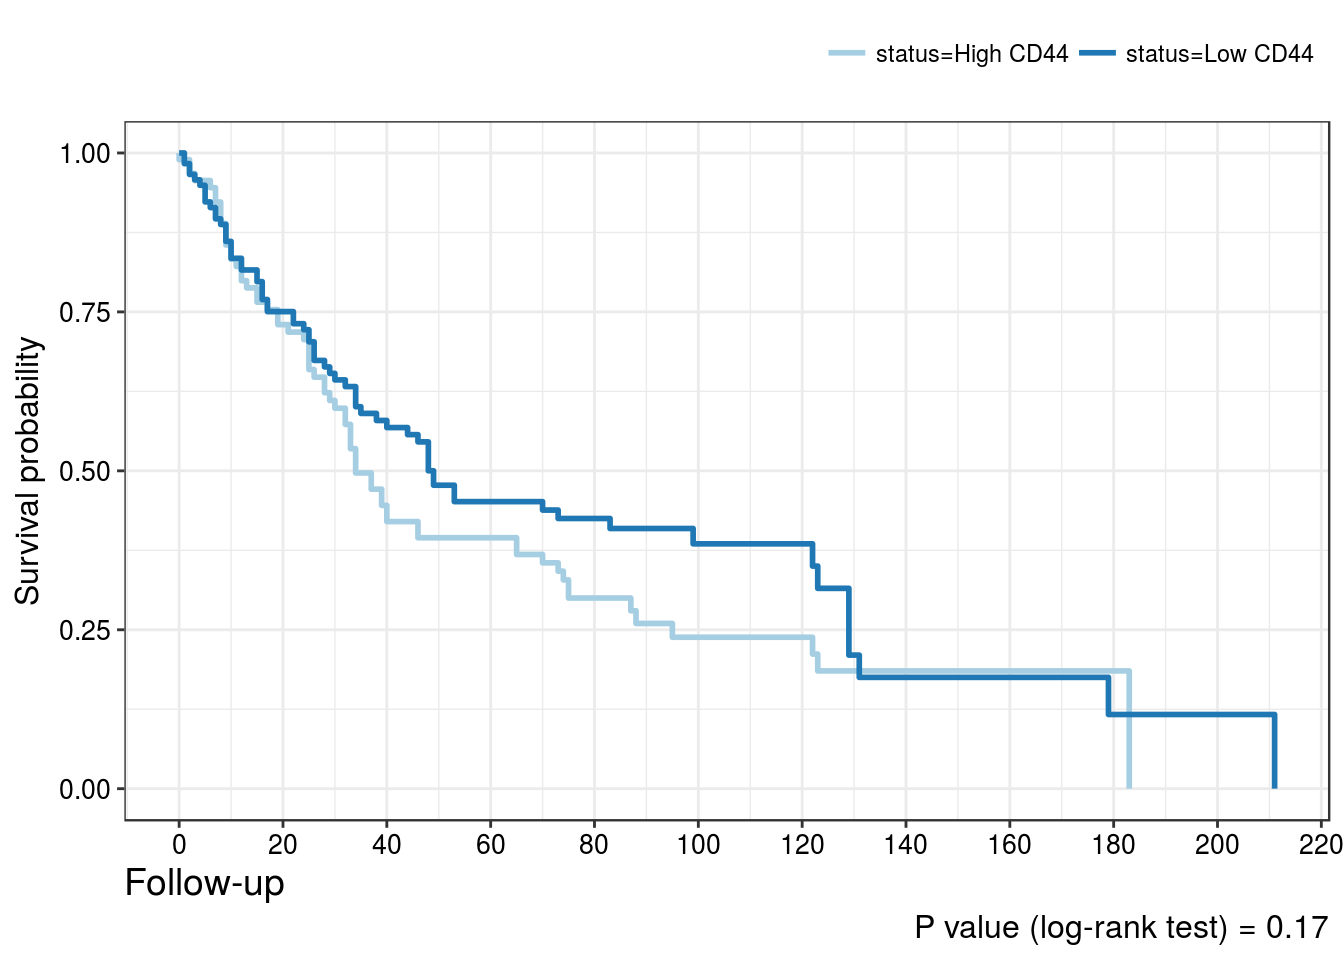 status=High CD44 status=Low CD44
Survival probability
1.00
0.75
0.50
0.25
0.00
0 20 40 60 80 100 120 140 160 180 200 220
Follow-up
P value (log-rank test) = 0.17